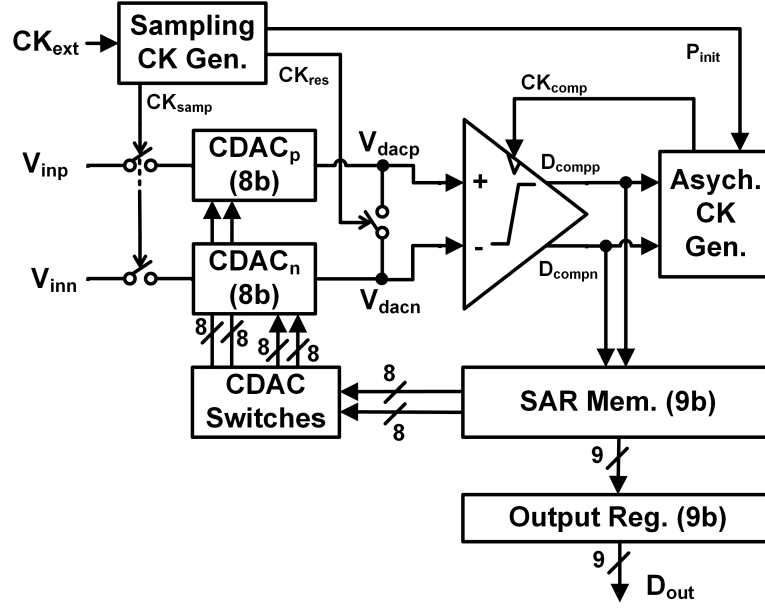 Sampling
CK Gen.
CKext
CKres
Pinit
CKsamp
CKcomp
Vinp
CDACp
(8b)
Vdacp
+
Dcompp
Asych.
CK
Gen.
Vinn
CDACn
(8b)
Vdacn
-
Dcompn
8
8
8
8
CDAC
Switches
8
8
SAR Mem. (9b)
9
Output Reg. (9b)
9
Dout